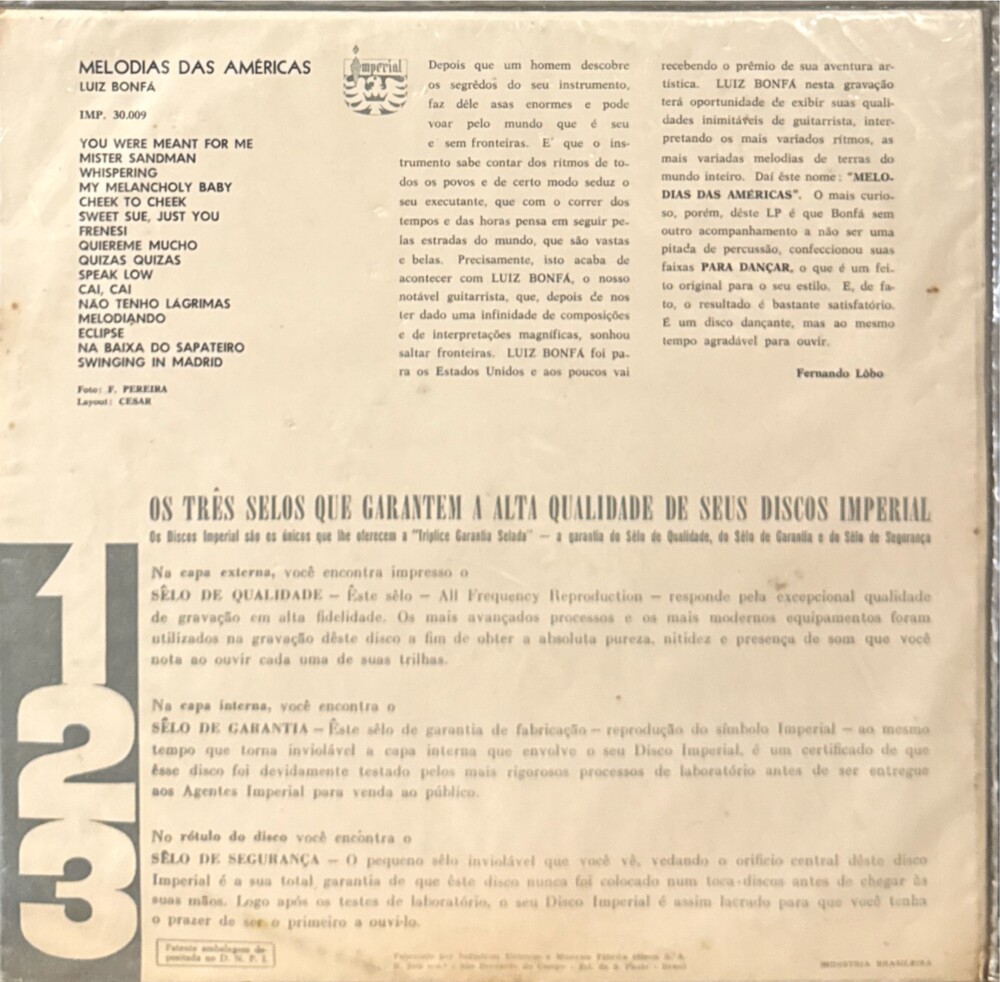 MELODIAS DAS AMÉRICAS
LUIZ BONFÁ
IMP. 30.009
YOU WERE MEANT FOR ME
MISTER SANDMAN
WHISPERING
MY MELANCHOLY BABY
CHEEK TO CHEEK
SWEET SUE, JUST YOU
FRENESI
QUIEREME MUCHO
QUIZAS QUIZAS
SPEAK LOW
CAI, CAI
NÃO TENHO LÁGRIMAS
MELODIANDO
ECLIPSE
NA BAIXA DO SAPATEIRO
SWINGING IN MADRID
Foto: F. PEREIRA
Layout: CESAR
Imperial
Depois que um homem descobre
os segrêdos do seu instrumento,
faz dêle asas enormes e pode
voar pelo mundo que é seu
e sem fronteiras. E' que o ins-
trumento sabe contar dos ritmos de to-
dos os povos e de certo modo seduz o
seu executante, que com o correr dos
tempos e das horas pensa em seguir pe-
las estradas do mundo, que são vastas
e belas. Precisamente, isto acaba de
acontecer com LUIZ BONFÁ, o nosso
notável guitarrista, que, depois de nos
ter dado uma infinidade de composições
e de interpretações magníficas, sonhou
saltar fronteiras. LUIZ BONFÁ foi pa-
ra os Estados Unidos e aos poucos vai
recebendo o prêmio de sua aventura ar-
tística. LUIZ BONFÁ nesta gravação
terá oportunidade de exibir suas quali-
dades inimitáveis de guitarrista, inter-
pretando os mais variados ritmos, as
mais variadas melodias de terras do
mundo inteiro. Daí êste nome: "MELO-
DIAS DAS AMÉRICAS". O mais curio-
so, porém, dêste LP é que Bonfá sem
outro acompanhamento a não ser uma
pitada de percussão, confeccionou suas
faixas PARA DANÇAR, o que é um fei-
to original para o seu estilo. E, de fa-
to, o resultado é bastante satisfatório.
É um disco dançante, mas ao mesmo
tempo agradável para ouvir.
Fernando Lôbo
OS TRÊS SELOS QUE GARANTEM A ALTA QUALIDADE DE SEUS DISCOS IMPERIAL
Os Discos Imperial são os únicos que lhe oferecem a "Tríplice Garantia Selada" — a garantia do Sêlo de Qualidade, do Sêlo de Garantia e do Sêlo de Segurança
1
Na capa externa, você encontra impresso o
SÊLO DE QUALIDADE — Êste sêlo — All Frequency Reproduction — responde pela excepcional qualidade
de gravação em alta fidelidade. Os mais avançados processos e os mais modernos equipamentos foram
utilizados na gravação dêste disco a fim de obter a absoluta pureza, nitidez e presença de som que você
nota ao ouvir cada uma de suas trilhas.
2
Na capa interna, você encontra o
SÊLO DE GARANTIA — Êste sêlo de garantia de fabricação — reprodução do símbolo Imperial — ao mesmo
tempo que torna inviolável a capa interna que envolve o seu Disco Imperial, é um certificado de que
êsse disco foi devidamente testado pelos mais rigorosos processos de laboratório antes de ser entregue
aos Agentes Imperial para venda ao público.
3
No rótulo do disco você encontra o
SÊLO DE SEGURANÇA — O pequeno sêlo inviolável que você vê, vedando o orifício central dêste disco
Imperial é a sua total garantia de que êste disco nunca foi colocado num toca-discos antes de chegar às
suas mãos. Logo após os testes de laboratório, o seu Disco Imperial é assim lacrado para que você tenha
o prazer de ser o primeiro a ouvi-lo.
Patente embalagem de-
positada no D. N. P. I.
INDÚSTRIA BRASILEIRA